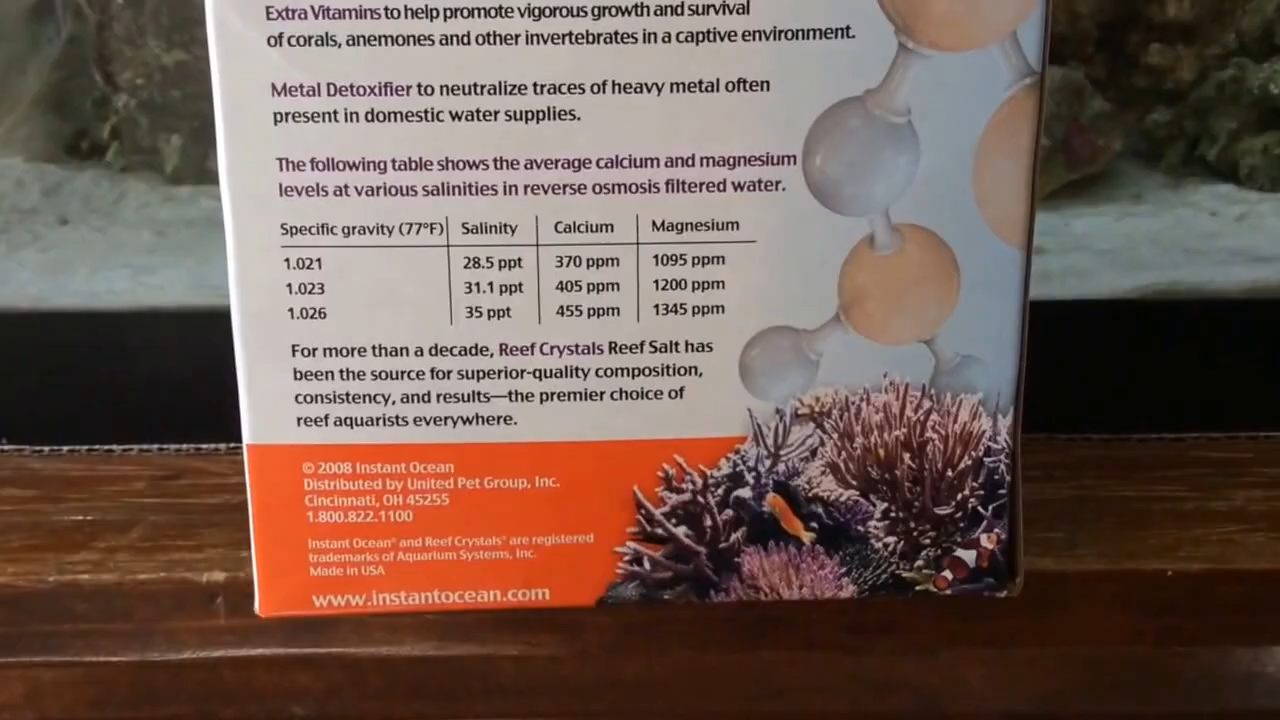 Extra Vitamins to help promote vigorous growth and survival
of corals, anemones and other invertebrates in a captive environment.
Metal Detoxifier to neutralize traces of heavy metal often
present in domestic water supplies.
The following table shows the average calcium and magnesium
levels at various salinities in reverse osmosis filtered water.
Specific gravity (77°F) Salinity Calcium Magnesium
1.021 28.5 ppt 370 ppm 1095 ppm
1.023 31.1 ppt 405 ppm 1200 ppm
1.026 35 ppt 455 ppm 1345 ppm
For more than a decade, Reef Crystals Reef Salt has
been the source for superior-quality composition,
consistency, and results—the premier choice of
reef aquarists everywhere.
© 2008 Instant Ocean
Distributed by United Pet Group, Inc.
Cincinnati, OH 45255
1.800.822.1100
Instant Ocean® and Reef Crystals® are registered
trademarks of Aquarium Systems, Inc.
Made in USA
www.instantocean.com